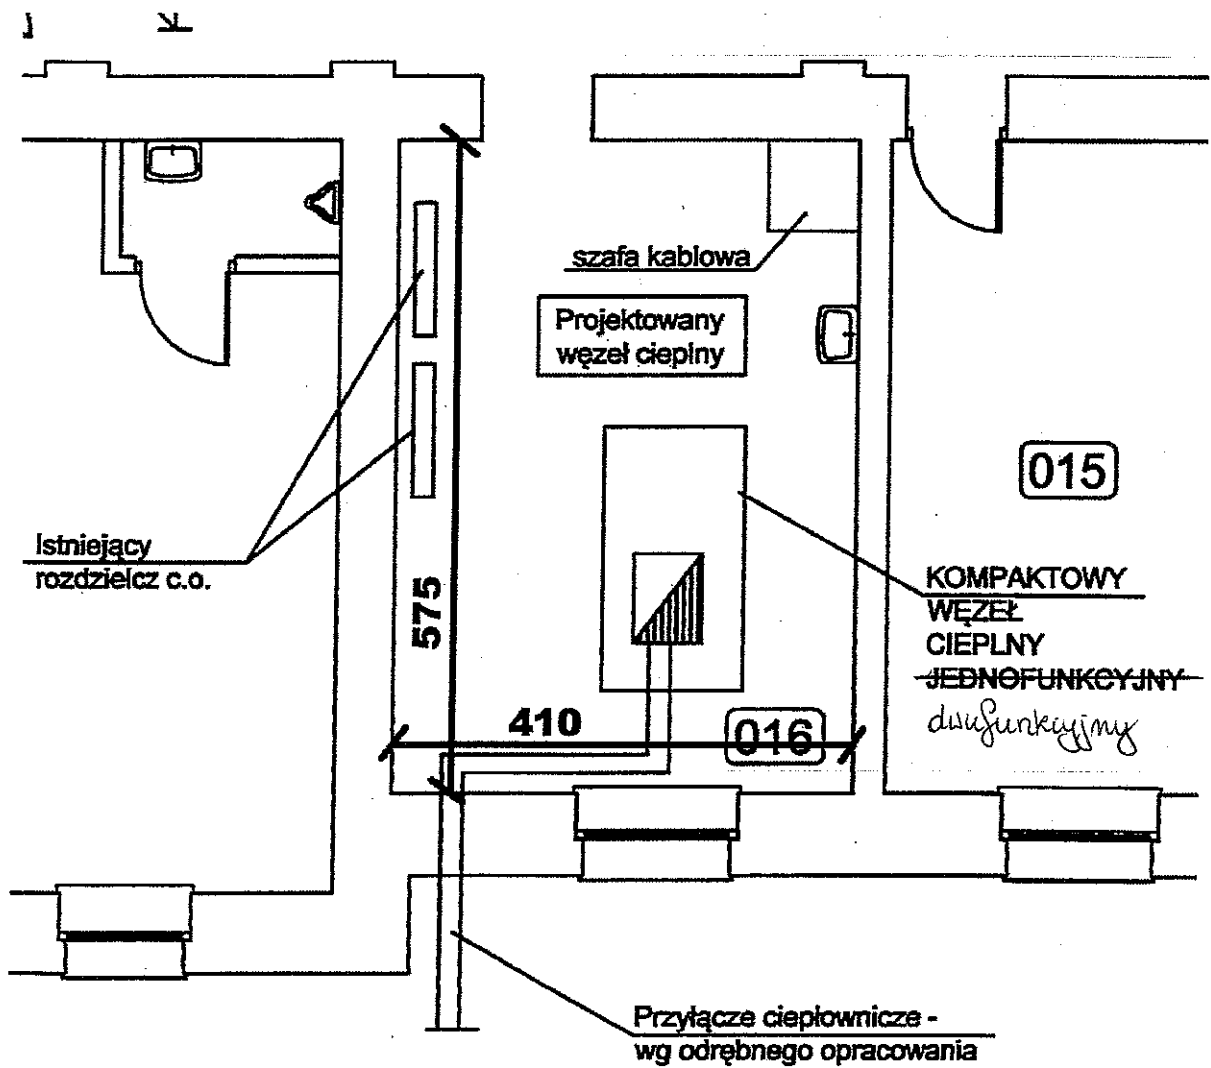 szafa kablowa
Projektowany
węzeł cieplny
015
Istniejący
rozdzielcz c.o.
575
KOMPAKTOWY
WĘZEŁ
CIEPLNY
JEDNOFUNKCYJNY
dwufunkcyjny
410
016
Przyłącze ciepłownicze -
wg odrębnego opracowania